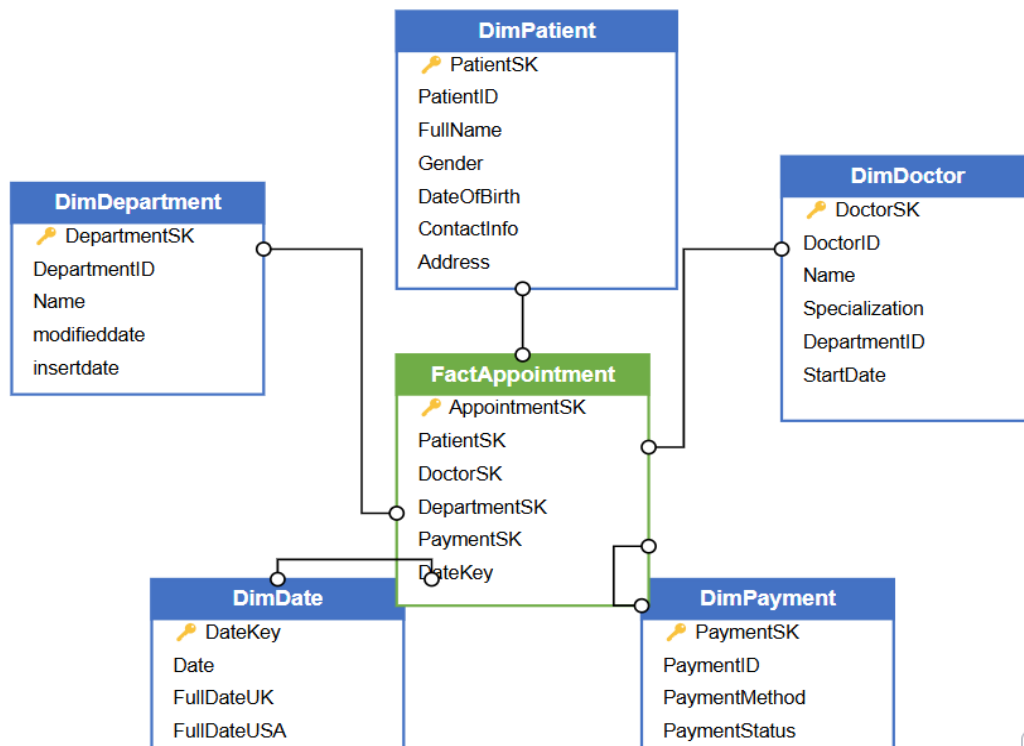 DimPatient
PatientSK
PatientID
FullName
Gender
DateOfBirth
ContactInfo
Address
DimDepartment
DepartmentSK
DepartmentID
Name
modifieddate
insertdate
DimDoctor
DoctorSK
DoctorID
Name
Specialization
DepartmentID
StartDate
FactAppointment
AppointmentSK
PatientSK
DoctorSK
DepartmentSK
PaymentSK
DateKey
DimDate
DateKey
Date
FullDateUK
FullDateUSA
DimPayment
PaymentSK
PaymentID
PaymentMethod
PaymentStatus